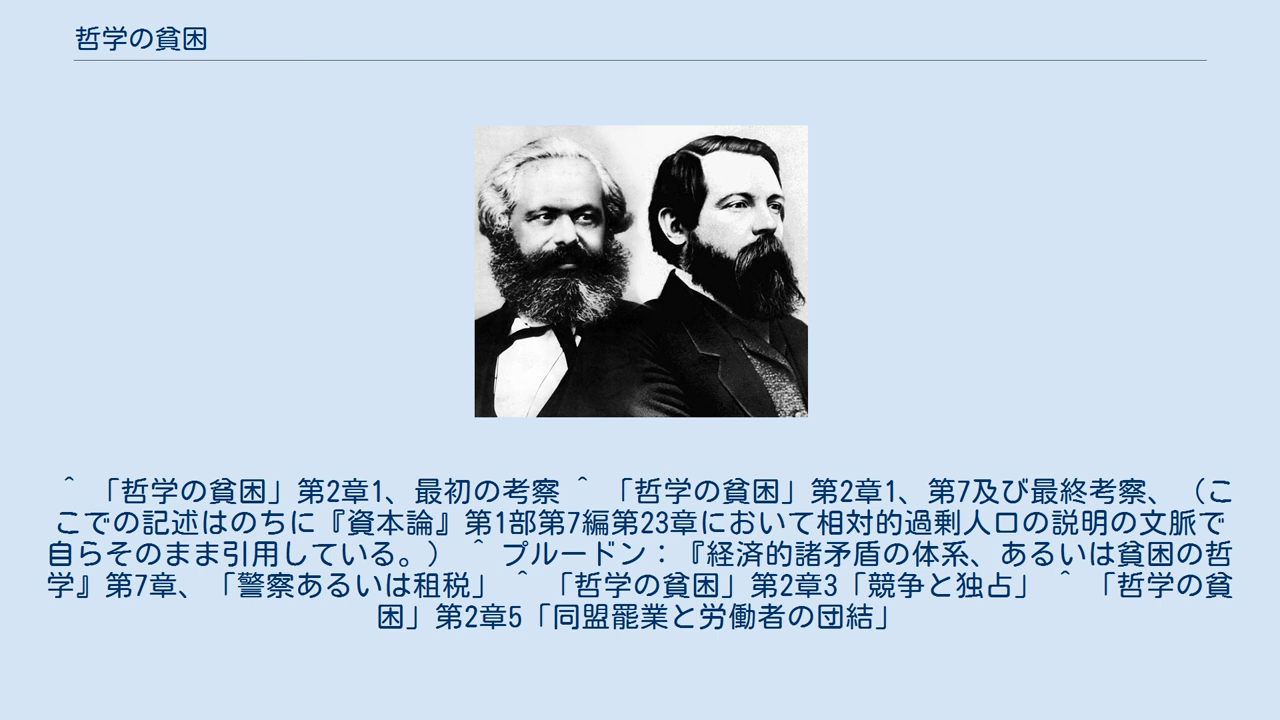 哲学の貧困
＾ 「哲学の貧困」第2章1、最初の考察 ＾ 「哲学の貧困」第2章1、第7及び最終考察、（こ
こでの記述はのちに『資本論』第1部第7編第23章において相対的過剰人口の説明の文脈で
自らそのまま引用している。） ＾ プルードン：『経済的諸矛盾の体系、あるいは貧困の哲
学』第7章、「警察あるいは租税」 ＾ 「哲学の貧困」第2章3「競争と独占」 ＾ 「哲学の貧
困」第2章5「同盟罷業と労働者の団結」